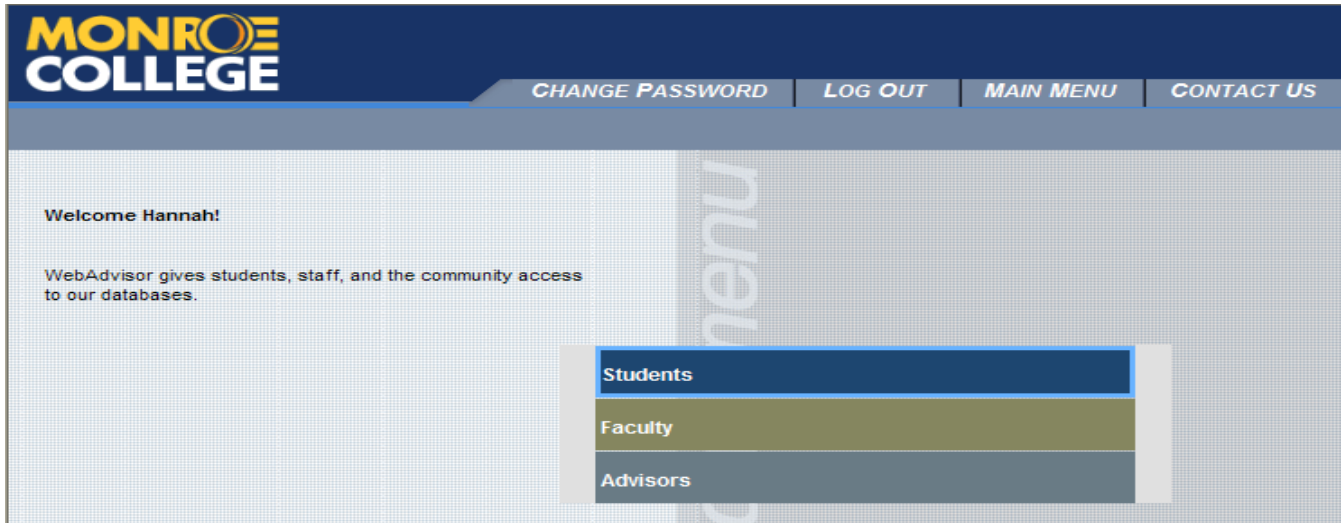 MONROE
COLLEGE
CHANGE PASSWORD LOG OUT MAIN MENU CONTACT US
Welcome Hannah!
WebAdvisor gives students, staff, and the community access
to our databases.
menu
Students
Faculty
Advisors